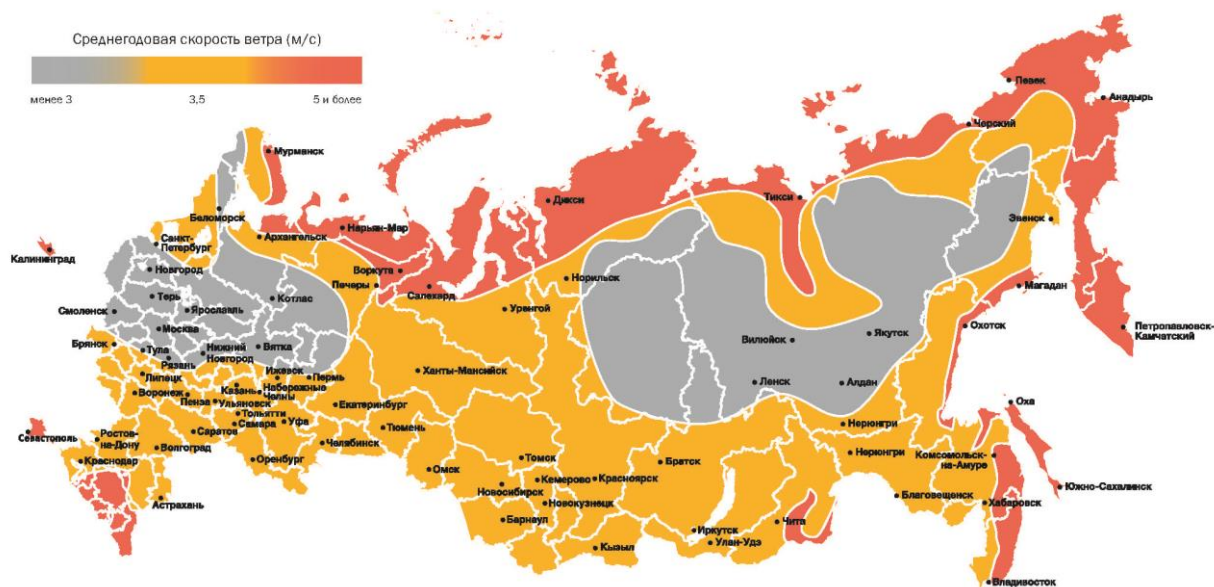 Среднегодовая скорость ветра (м/с)
менее 3
3,5
5 и более
Певек
Анадырь
Черский
Мурманск
Тикси
Диксон
Беломорск
Нарьян-Мар
Эвенск
Санкт-
Петербург
Архангельск
Калининград
Новгород
Воркута
Печеры
Норильск
Салехард
Магадан
Терь
Ярославль
Котлас
Уренгой
Смоленск
Москва
Охотск
Петропавловск-
Камчатский
Якутск
Вилюйск
Брянск
Тула
Нижний
Новгород
Вятка
Рязань
Ижевск
Ханты-Мансийск
Липецк
Казань
Набережные
Челны
Пермь
Ленск
Алдан
Воронеж
Пенза
Ульяновск
Екатеринбург
Оха
Тольятти
Севастополь
Ростов-
на-Дону
Самара
Уфа
Тюмень
Нерюнгри
Саратов
Волгоград
Челябинск
Нерюнгри
Комсомольск-
на-Амуре
Краснодар
Оренбург
Омск
Томск
Братск
Кемерово
Красноярск
Новосибирск
Южно-Сахалинск
Астрахань
Новокузнецк
Благовещенск
Хабаровск
Барнаул
Иркутск
Чита
Кызыл
Улан-Удэ
Владивосток